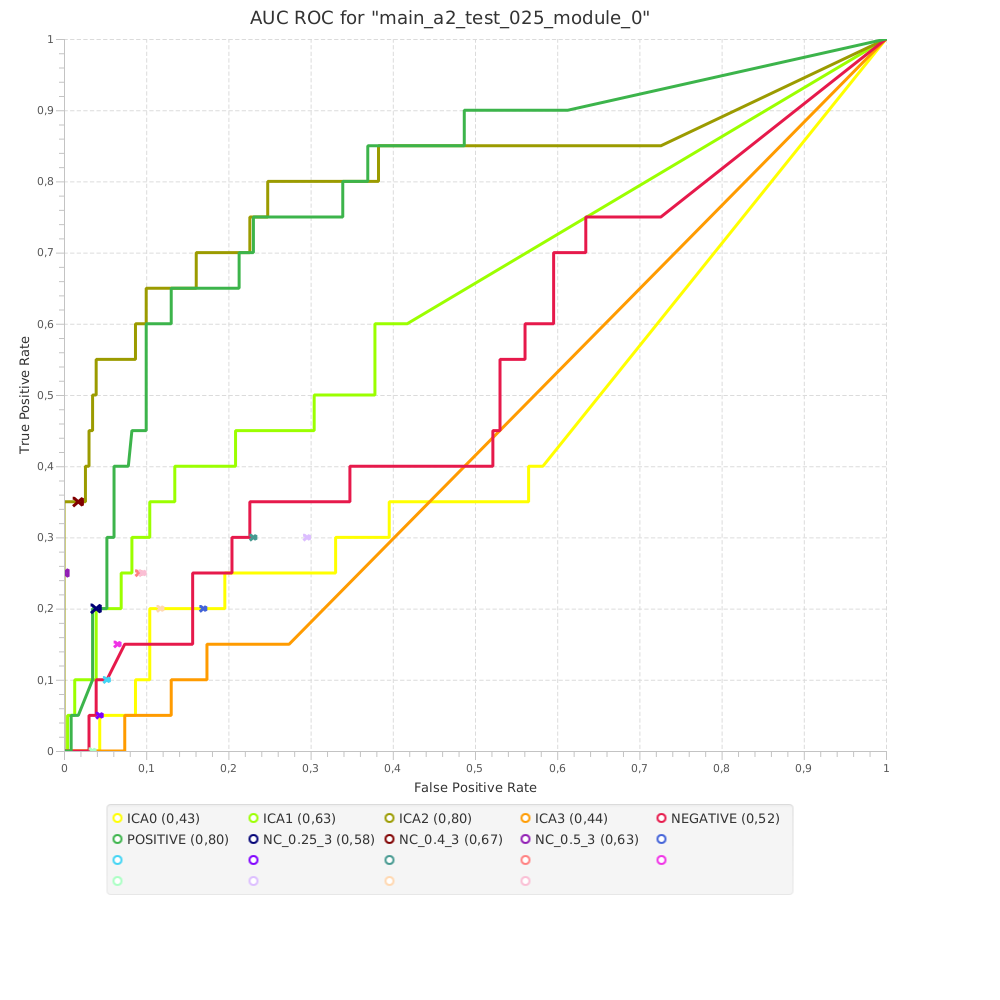 AUC ROC for "main_a2_test_025_module_0"
True Positive Rate
1
0,9
0,8
0,7
0,6
0,5
0,4
0,3
0,2
0,1
0
0 0,1 0,2 0,3 0,4 0,5 0,6 0,7 0,8 0,9 1
False Positive Rate
ICA0 (0,43) ICA1 (0,63) ICA2 (0,80) ICA3 (0,44) NEGATIVE (0,52)
POSITIVE (0,80) NC_0.25_3 (0,58) NC_0.4_3 (0,67) NC_0.5_3 (0,63)